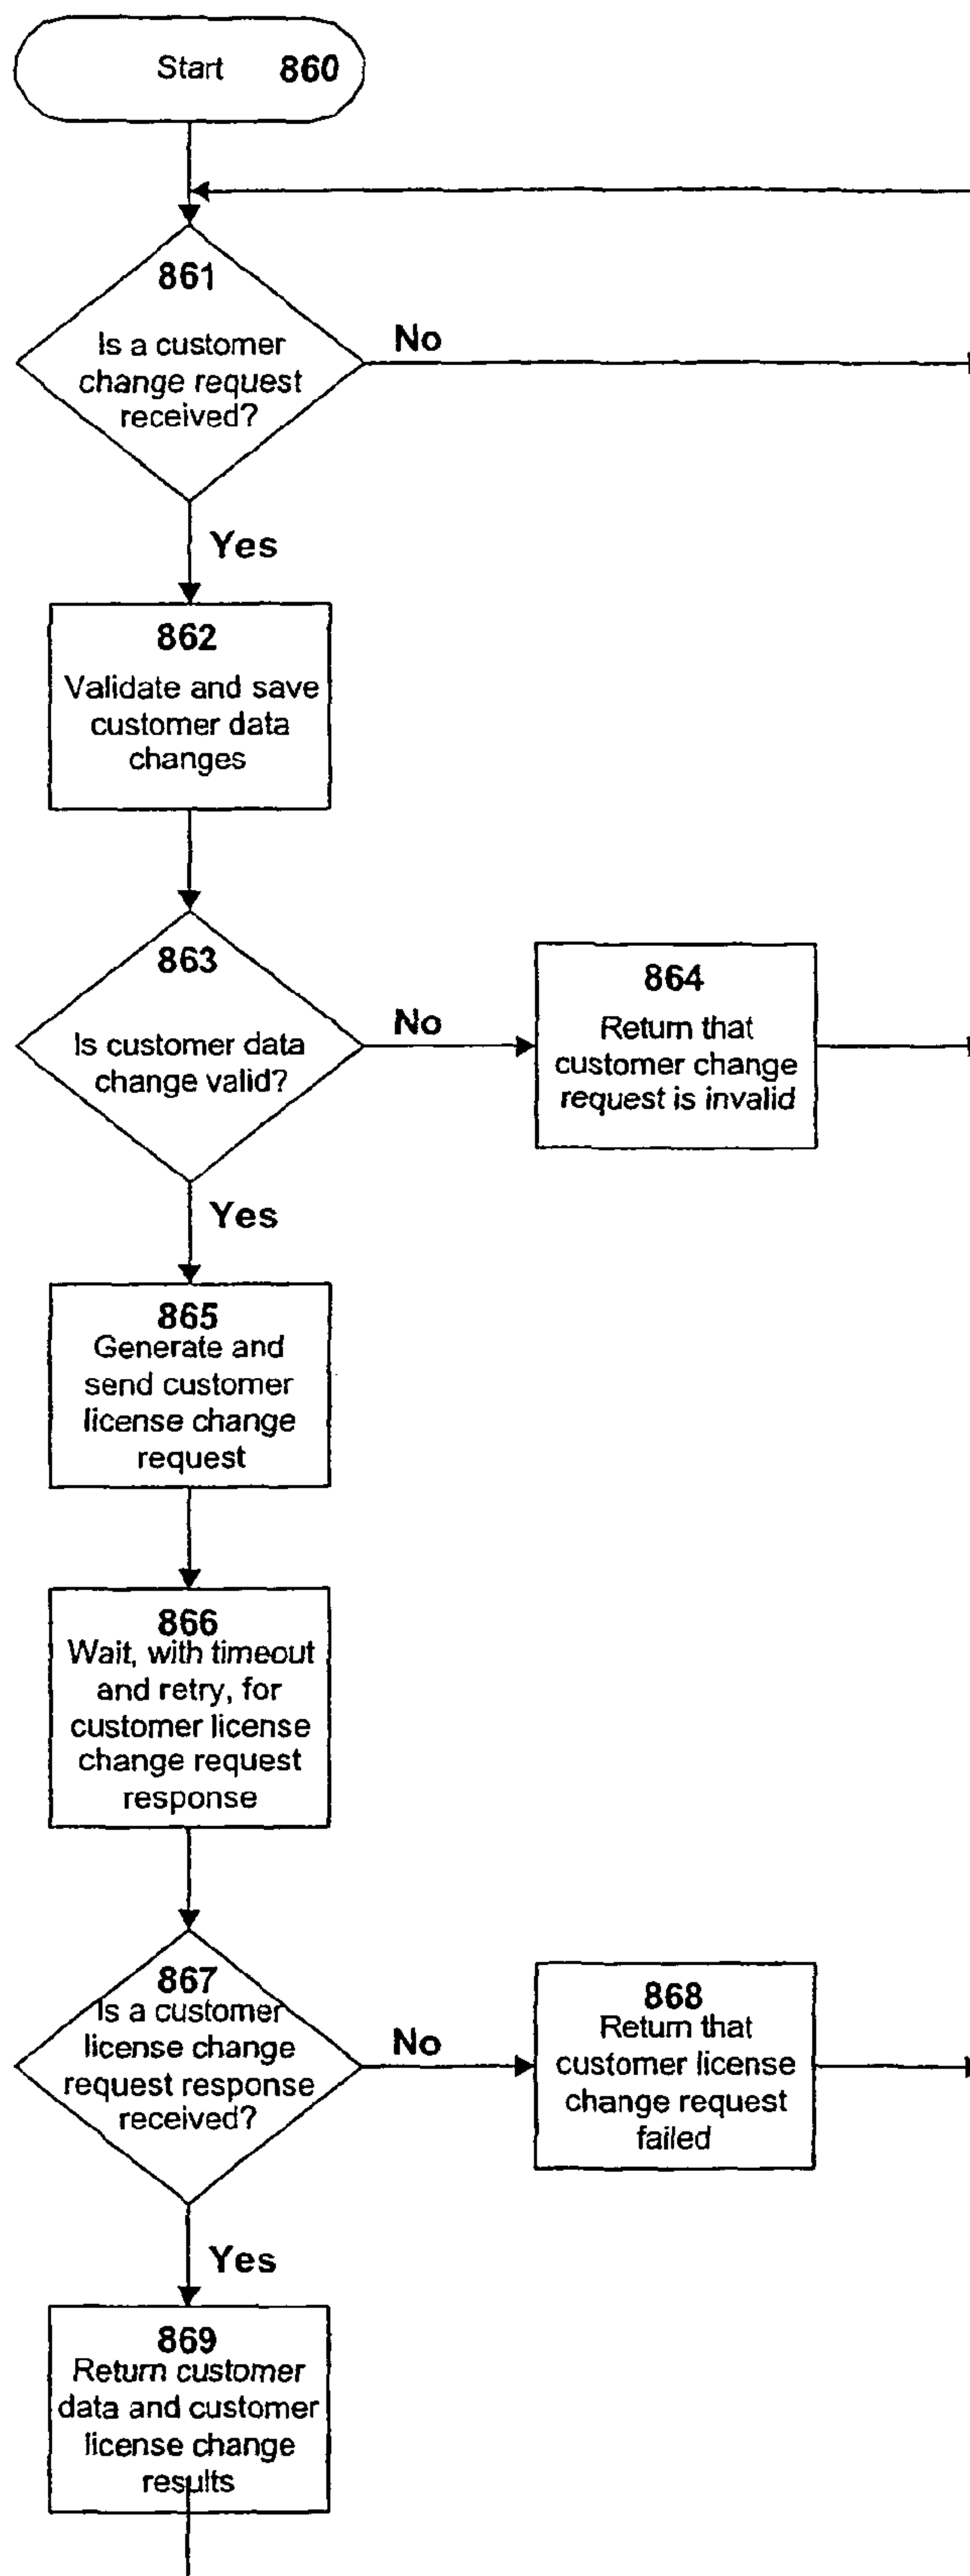 Start 860
861
Is a customer
change request
received?
No
Yes
862
Validate and save
customer data
changes
863
Is customer data
change valid?
No
864
Return that
customer change
request is invalid
Yes
865
Generate and
send customer
license change
request
866
Wait, with timeout
and retry, for
customer license
change request
response
867
Is a customer
license change
request response
received?
No
868
Return that
customer license
change request
failed
Yes
869
Return customer
data and customer
license change
results